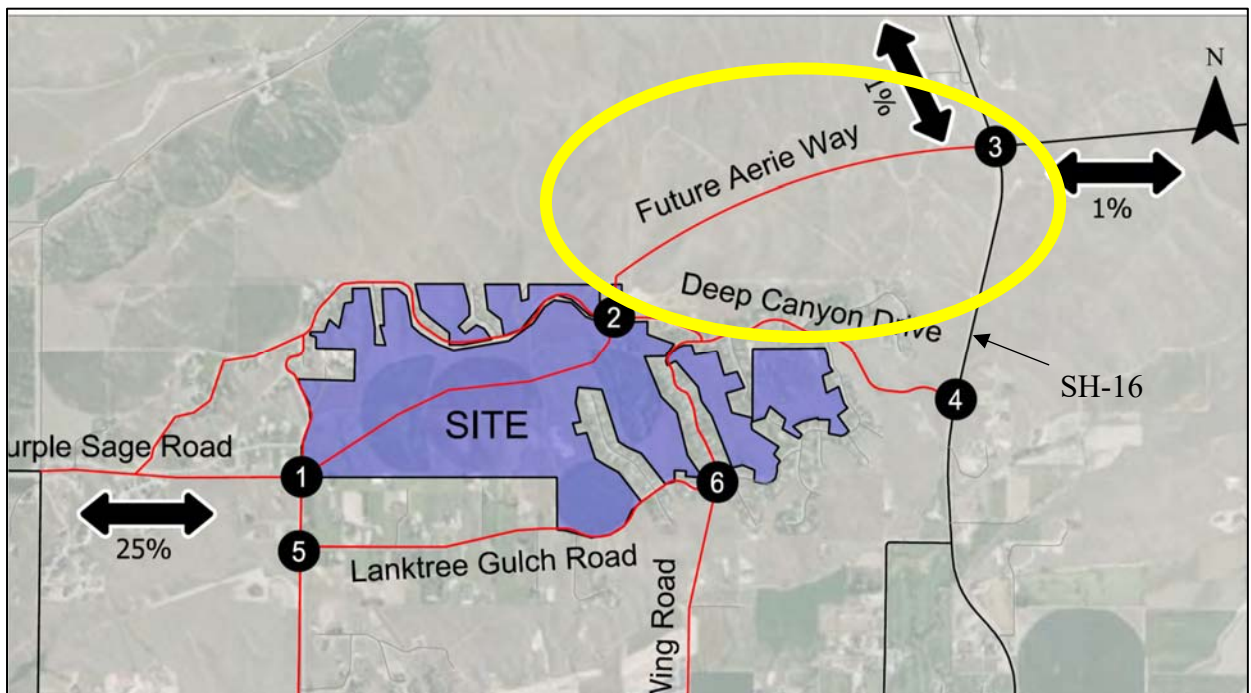 1%
N
3
Future Aerie Way
1%
2
Deep Canyon Drive
SH-16
4
SITE
urple Sage Road
1
6
25%
5
Lanktree Gulch Road
Wing Road